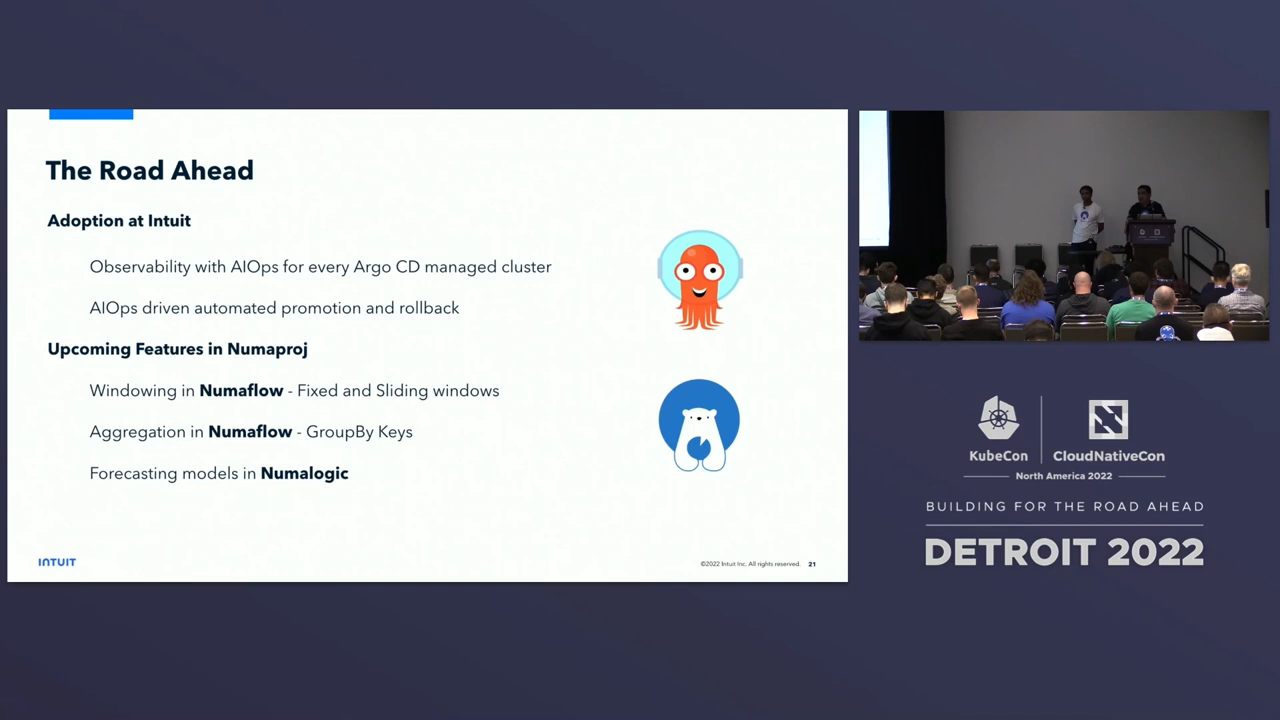 The Road Ahead
Adoption at Intuit
Observability with AIOps for every Argo CD managed cluster
AIOps driven automated promotion and rollback
Upcoming Features in Numaproj
Windowing in Numaflow - Fixed and Sliding windows
Aggregation in Numaflow - GroupBy Keys
Forecasting models in Numalogic
INTUIT
©2022 Intuit Inc. All rights reserved. 21
KubeCon CloudNativeCon
North America 2022
BUILDING FOR THE ROAD AHEAD
DETROIT 2022